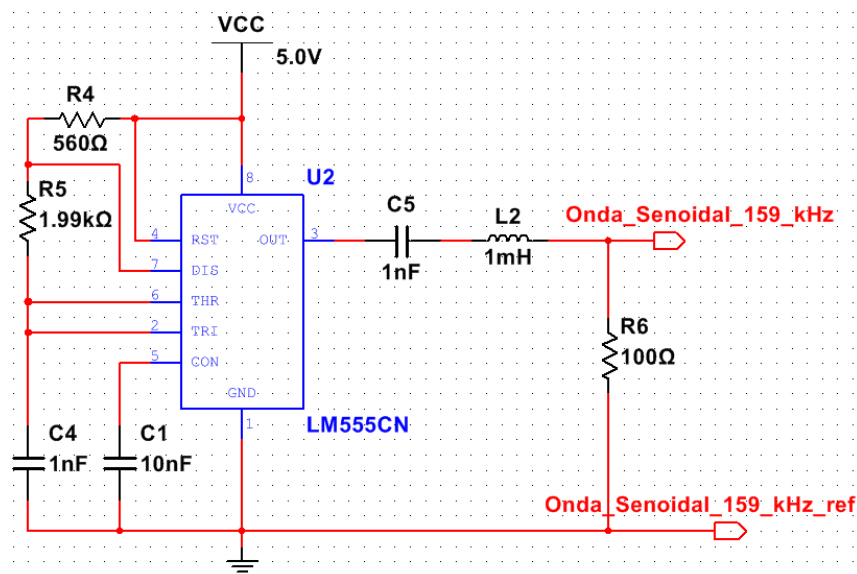 VCC
5.0V
R4
560Ω
R5
1.99kΩ
U2
8
VCC
4
RST
OUT
3
7
DIS
6
THR
2
TRI
5
CON
GND
1
LM555CN
C5
1nF
L2
1mH
Onda_Senoidal_159_kHz
R6
100Ω
C4
1nF
C1
10nF
Onda_Senoidal_159_kHz_ref